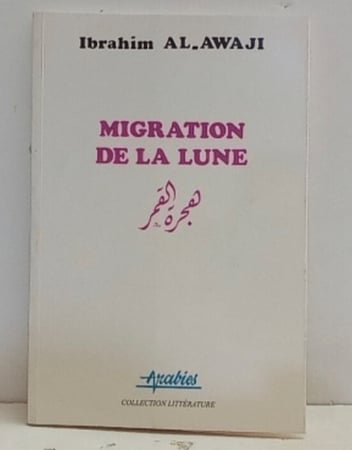 Ibrahim AL.AWAJI
MIGRATION
DE LA LUNE
هجرة القمر
Arabies
COLLECTION LITTÉRATURE